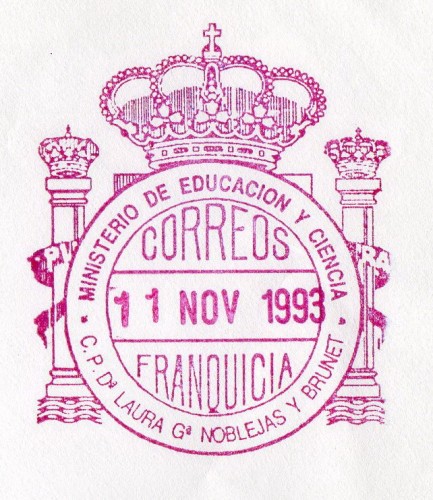 MINISTERIO DE EDUCACION Y CIENCIA
CORREOS
11 NOV 1993
FRANQUICIA
C.P. Dª LAURA Gª NOBLEJAS Y BRUNET